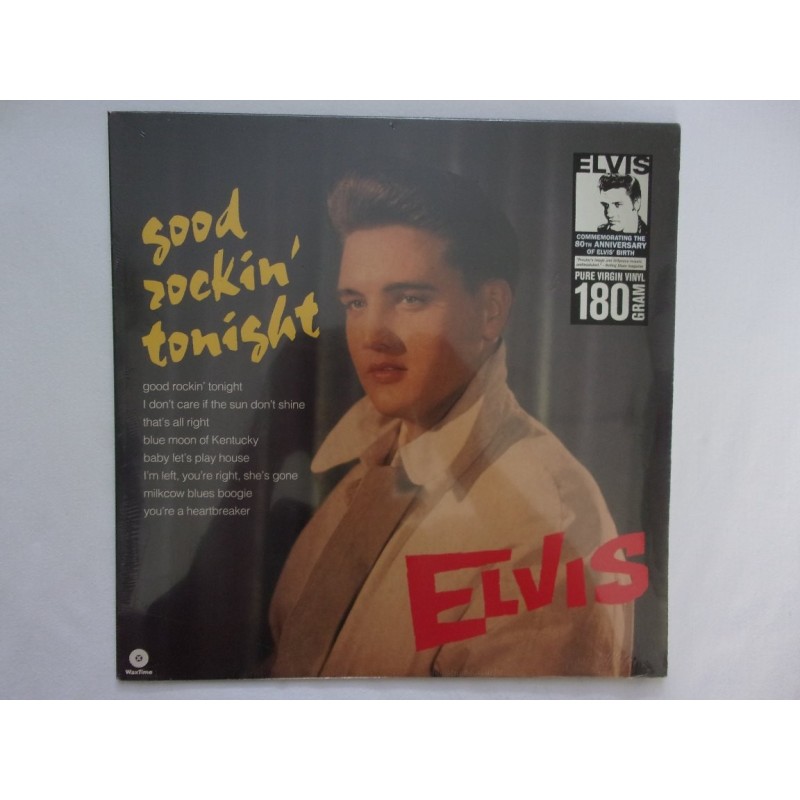 good
rockin'
tonight
good rockin' tonight
I don't care if the sun don't shine
that's all right
blue moon of Kentucky
baby let's play house
I'm left, you're right, she's gone
milkcow blues boogie
you're a heartbreaker
ELVIS
COMMEMORATING THE
80TH ANNIVERSARY
OF ELVIS' BIRTH
PURE VIRGIN VINYL
180 GRAM
ELVIS
WaxTime